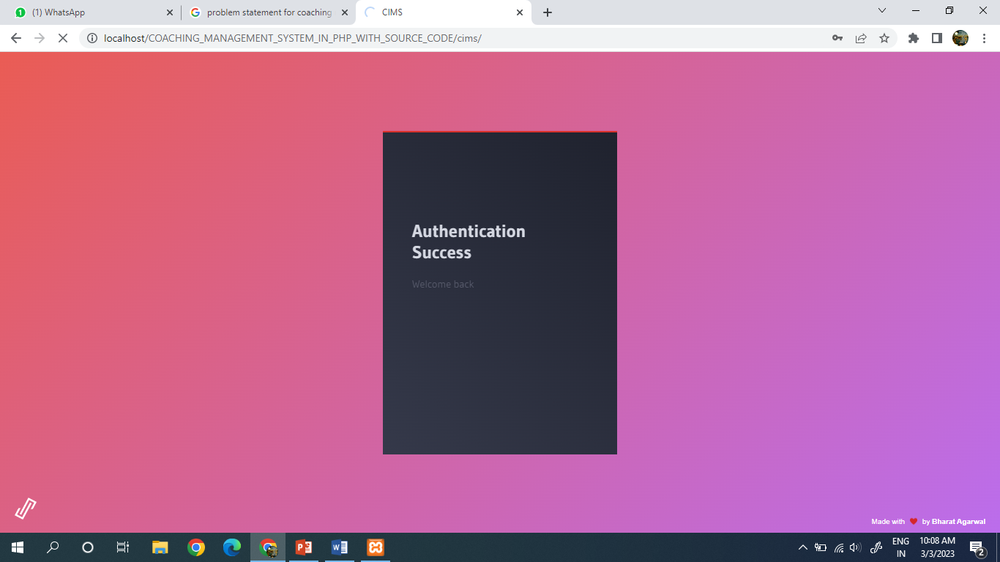 (1) WhatsApp
problem statement for coaching
CIMS
localhost/COACHING_MANAGEMENT_SYSTEM_IN_PHP_WITH_SOURCE_CODE/cims/
Authentication
Success
Welcome back
Made with ♥ by Bharat Agarwal
ENG
IN
10:08 AM
3/3/2023
2